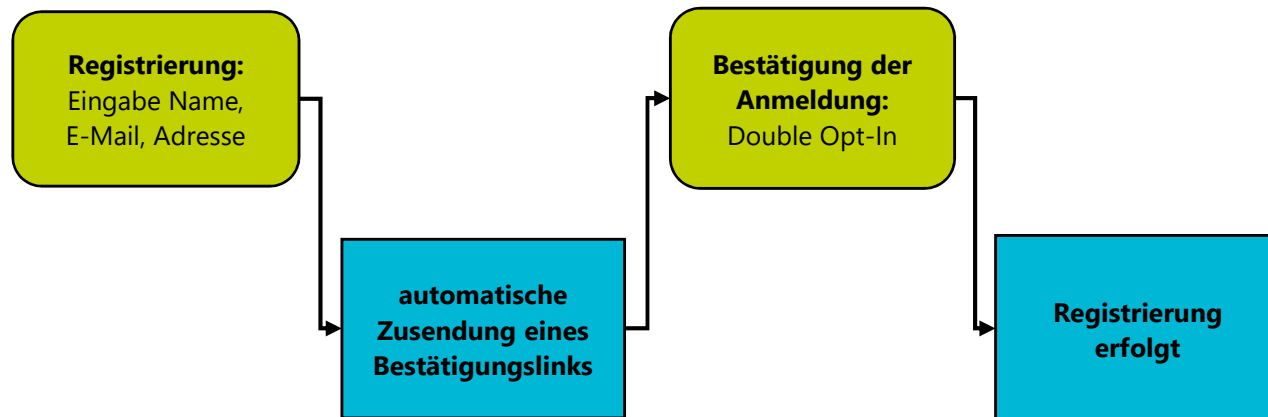 Registrierung:
Eingabe Name,
E-Mail, Adresse
automatische
Zusendung eines
Bestätigungslinks
Bestätigung der
Anmeldung:
Double Opt-In
Registrierung
erfolgt